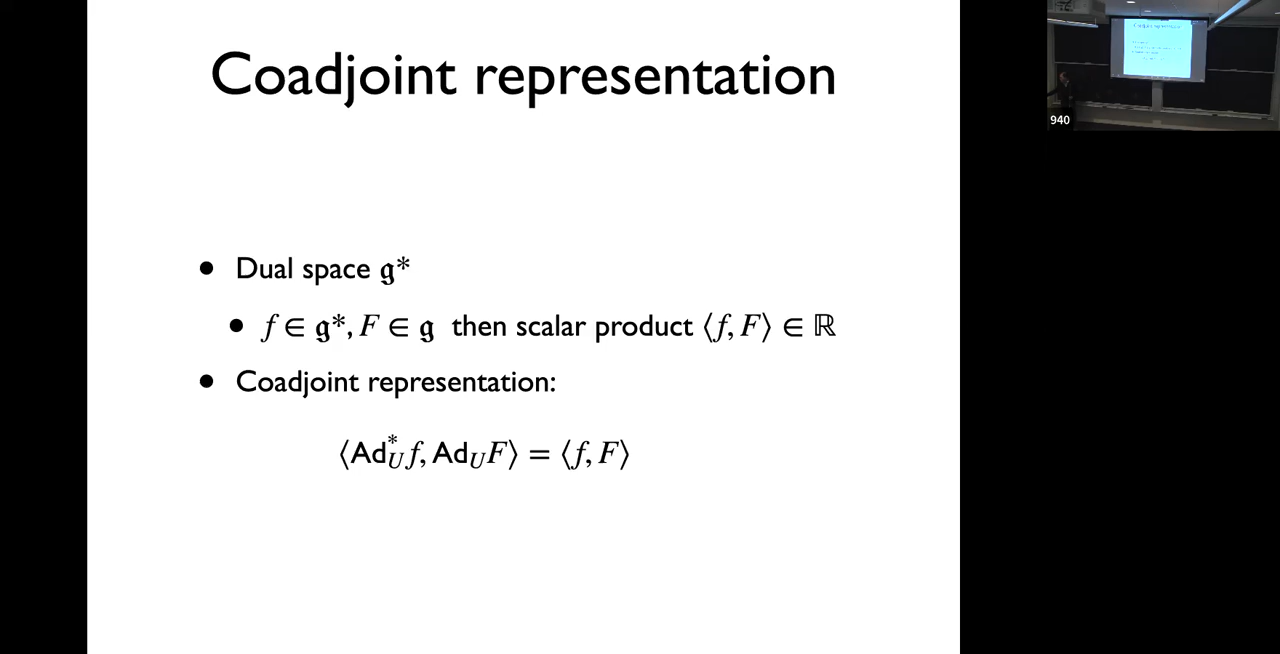 Coadjoint representation
• Dual space 𝔤*
• f ∈ 𝔤*, F ∈ 𝔤 then scalar product ⟨f, F⟩ ∈ ℝ
• Coadjoint representation:
⟨Ad*_U f, Ad_U F⟩ = ⟨f, F⟩
940